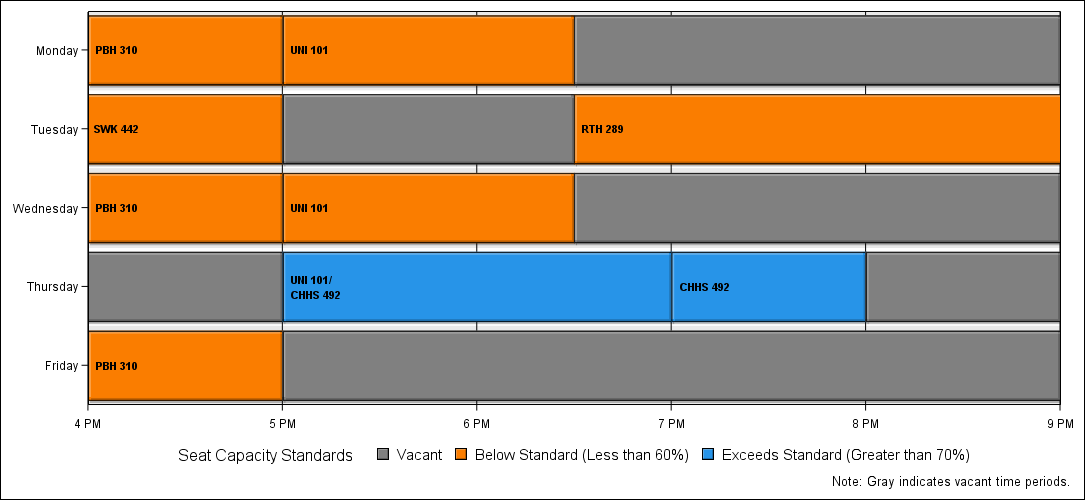 Monday
PBH 310
UNI 101
Tuesday
SWK 442
RTH 289
Wednesday
PBH 310
UNI 101
Thursday
UNI 101/
CHHS 492
CHHS 492
Friday
PBH 310
4 PM 5 PM 6 PM 7 PM 8 PM 9 PM
Seat Capacity Standards Vacant Below Standard (Less than 60%) Exceeds Standard (Greater than 70%)
Note: Gray indicates vacant time periods.